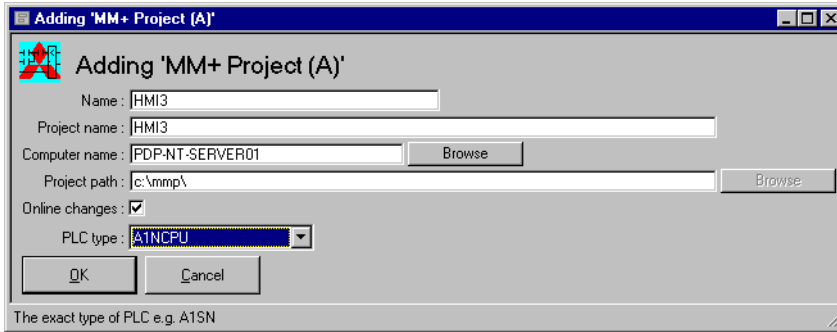 Adding 'MM+ Project (A)'
Adding 'MM+ Project (A)'
Name : HMI3
Project name : HMI3
Computer name : PDP-NT-SERVER01 Browse
Project path : c:\mmp\ Browse
Online changes :
PLC type : A1NCPU
OK Cancel
The exact type of PLC e.g. A1SN